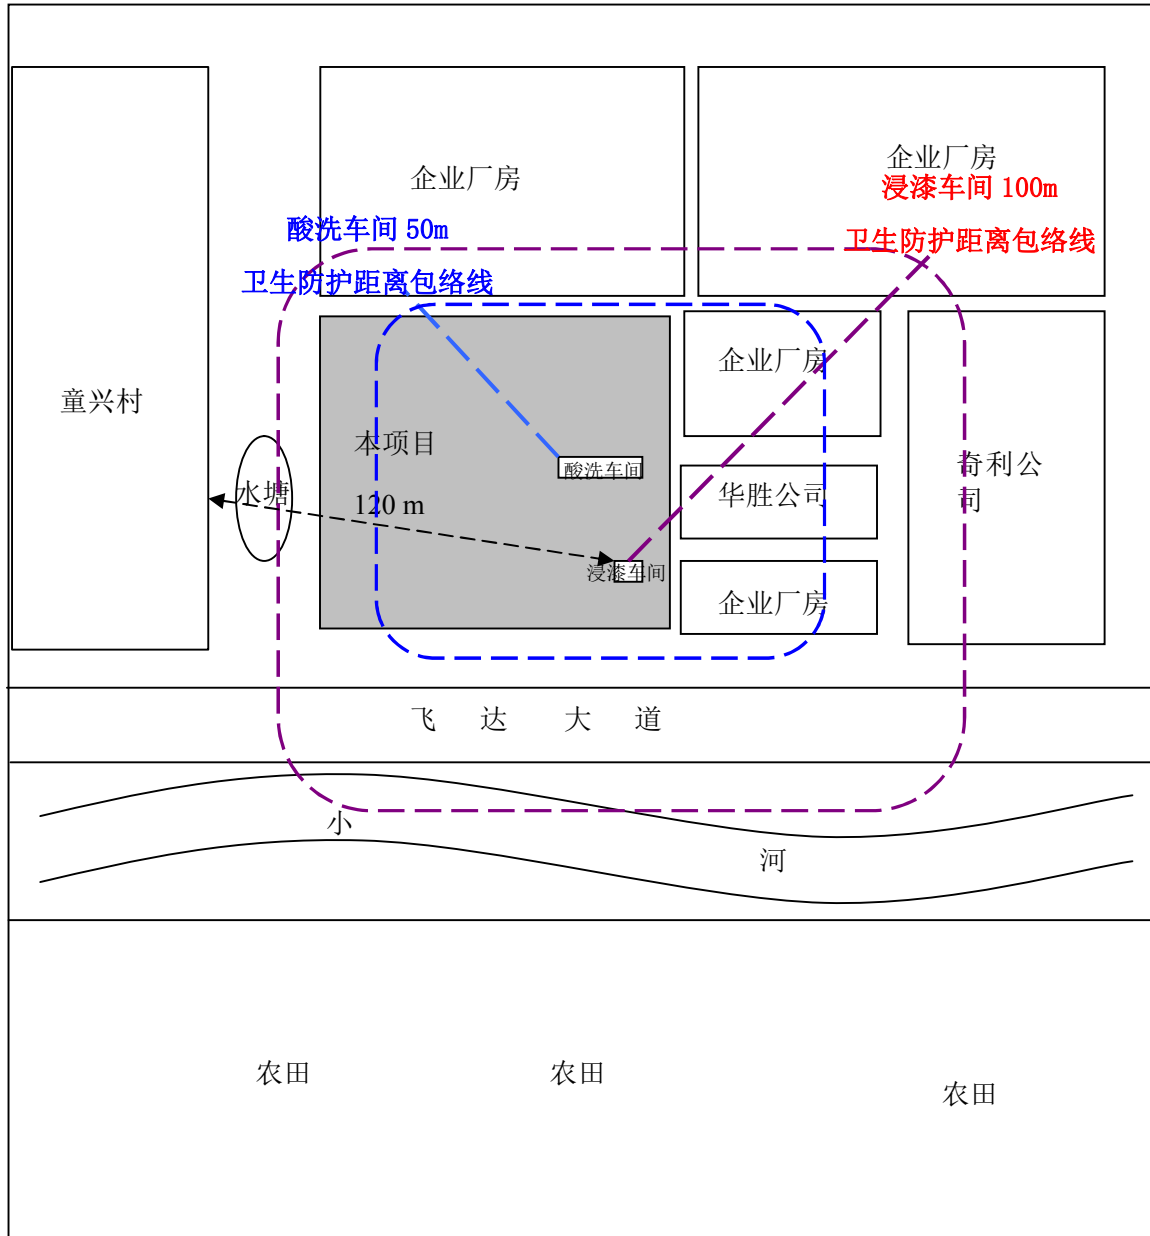 企业厂房
企业厂房
浸漆车间 100m
卫生防护距离包络线
酸洗车间 50m
卫生防护距离包络线
企业厂房
童兴村
本项目
酸洗车间
奇利公
司
水塘
120 m
华胜公司
浸漆车间
企业厂房
飞 达 大 道
小
河
农田
农田
农田